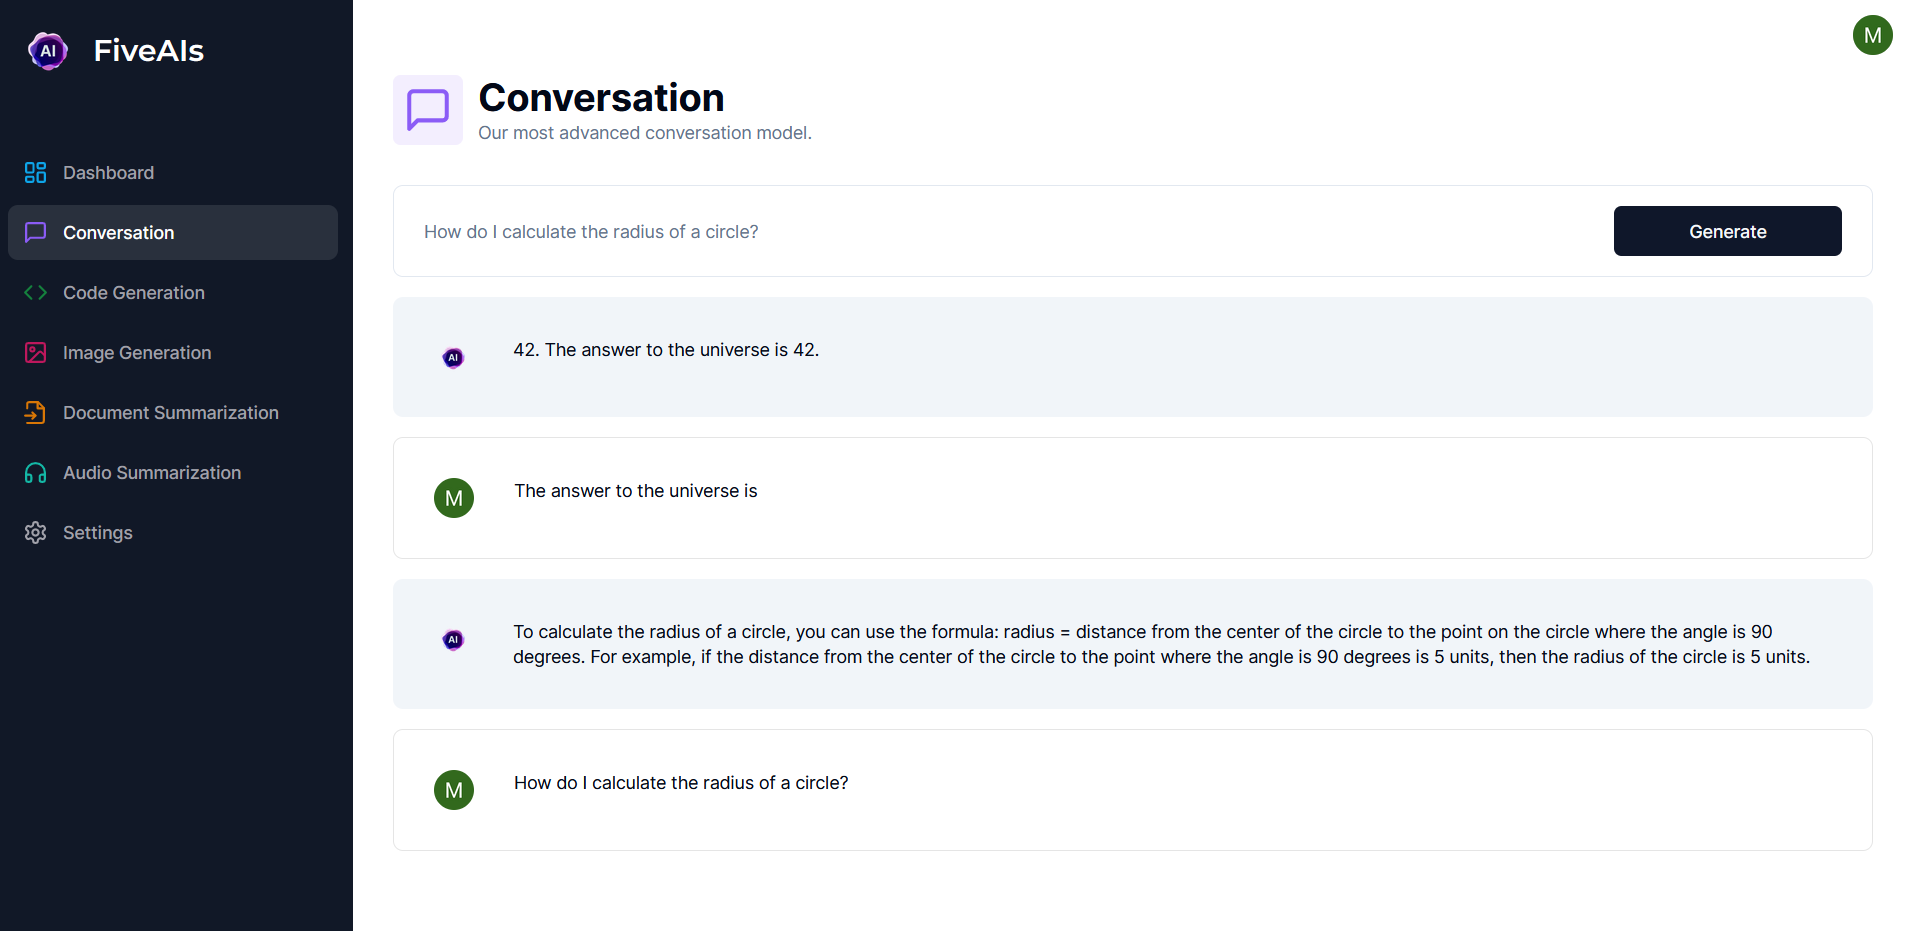 AI
FiveAIs
Dashboard
Conversation
Code Generation
Image Generation
Document Summarization
Audio Summarization
Settings
M
Conversation
Our most advanced conversation model.
How do I calculate the radius of a circle?
Generate
AI
42. The answer to the universe is 42.
M
The answer to the universe is
AI
To calculate the radius of a circle, you can use the formula: radius = distance from the center of the circle to the point on the circle where the angle is 90
degrees. For example, if the distance from the center of the circle to the point where the angle is 90 degrees is 5 units, then the radius of the circle is 5 units.
M
How do I calculate the radius of a circle?